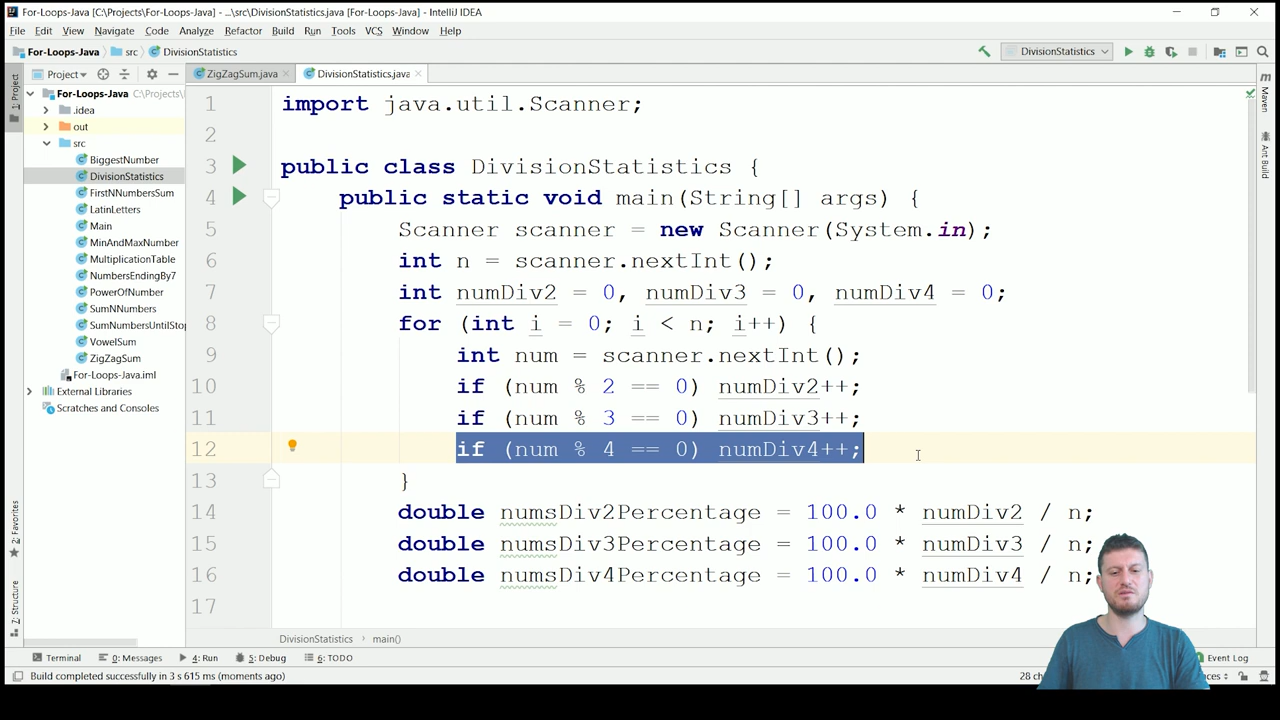 For-Loops-Java [C:\Projects\For-Loops-Java] - ...\src\DivisionStatistics.java [For-Loops-Java] - IntelliJ IDEA
File Edit View Navigate Code Analyze Refactor Build Run Tools VCS Window Help
For-Loops-Java src DivisionStatistics
DivisionStatistics
1: Project
Project
ZigZagSum.java
DivisionStatistics.java
For-Loops-Java C:\Projects\
.idea
out
src
BiggestNumber
DivisionStatistics
FirstNNumbersSum
LatinLetters
Main
MinAndMaxNumber
MultiplicationTable
NumbersEndingBy7
PowerOfNumber
SumNNumbers
SumNumbersUntilStop
VowelSum
ZigZagSum
For-Loops-Java.iml
External Libraries
Scratches and Consoles
2: Favorites
Z: Structure
1 import java.util.Scanner;
2
3 public class DivisionStatistics {
4 public static void main(String[] args) {
5 Scanner scanner = new Scanner(System.in);
6 int n = scanner.nextInt();
7 int numDiv2 = 0, numDiv3 = 0, numDiv4 = 0;
8 for (int i = 0; i < n; i++) {
9 int num = scanner.nextInt();
10 if (num % 2 == 0) numDiv2++;
11 if (num % 3 == 0) numDiv3++;
12 if (num % 4 == 0) numDiv4++;
13 }
14 double numsDiv2Percentage = 100.0 * numDiv2 / n;
15 double numsDiv3Percentage = 100.0 * numDiv3 / n;
16 double numsDiv4Percentage = 100.0 * numDiv4 / n;
17
Maven
Ant Build
DivisionStatistics main()
Terminal 0: Messages 4: Run 5: Debug 6: TODO
Event Log
Build completed successfully in 3 s 615 ms (moments ago)
28